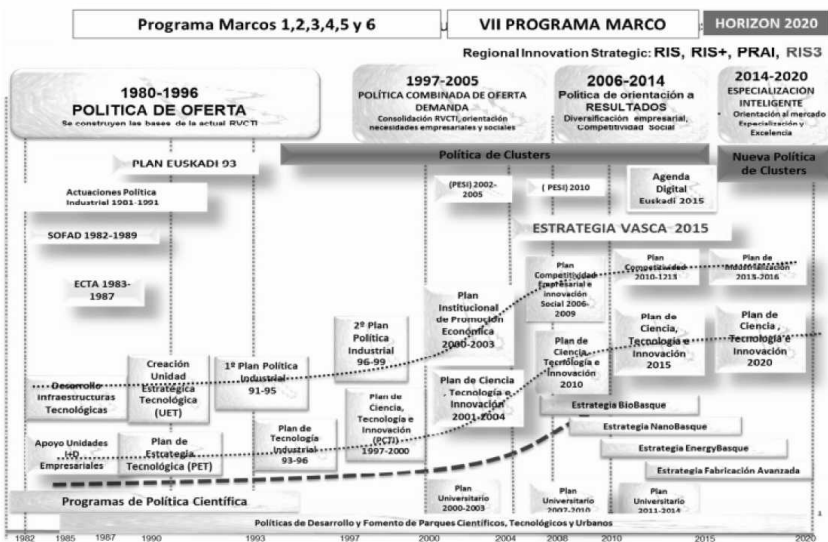 Programa Marcos 1,2,3,4,5 y 6
VII PROGRAMA MARCO
HORIZON 2020
Regional Innovation Strategic: RIS, RIS+, PRAI, RIS3
1980-1996
POLITICA DE OFERTA
Se construyen las bases de la actual RVCTI
1997-2005
POLÍTICA COMBINADA DE OFERTA
DEMANDA
Consolidación RVCTI, orientación
necesidades empresariales y sociales
2006-2014
Politica de orientación a
RESULTADOS
Diversificación empresarial,
Competitividad Social
2014-2020
ESPECIALIZACIÓN
INTELIGENTE
Orientación al mercado
Especialización y
Excelencia
PLAN EUSKADI 93
Política de Clusters
Nueva Política
de Clusters
Actuaciones Política
Industrial 1981-1991
(PESI) 2002-
2005
( PESI) 2010
Agenda
Digital
Euskadi 2015
SOFAD 1982-1989
ESTRATEGIA VASCA 2015
ECTA 1983-
1987
Plan
Competitividad
Empresarial e
innovación
Social 2006-
2009
Plan
Competitividad
2010-1213
Plan de
Industrialización
2013-2016
Plan
Institucional
de Promoción
Económica
2000-2003
2º Plan
Política
Industrial
96-99
Plan de
Ciencia,
Tecnología e
Innovación
2010
Plan de
Ciencia,
Tecnología e
Innovación
2015
Plan de
Ciencia ,
Tecnología e
Innovación
2020
Desarrollo
Infraestructuras
Tecnológicas
Creación
Unidad
Estratégica
Tecnológica
(UET)
1º Plan Política
Industrial
91-95
Plan de Ciencia
, Tecnología e
Innovación
2001-2004
Plan de
Ciencia,
Tecnología e
Innovación
(PCTI)
1997-2000
Estrategia BioBasque
Estrategia NanoBasque
Estrategia EnergyBasque
Estrategia Fabricación Avanzada
Apoyo Unidades
I+D
Empresariales
Plan de
Estrategia
Tecnológica (PET)
Plan de
Tecnología
Industrial
93-96
Programas de Política Científica
Plan
Universitario
2000-2003
Plan
Universitario
2007-2010
Plan
Universitario
2011-2014
Políticas de Desarrollo y Fomento de Parques Científicos, Tecnológicos y Urbanos
1982 1985 1987 1990 1993 1997 2000 2004 2008 2010 2015 2020